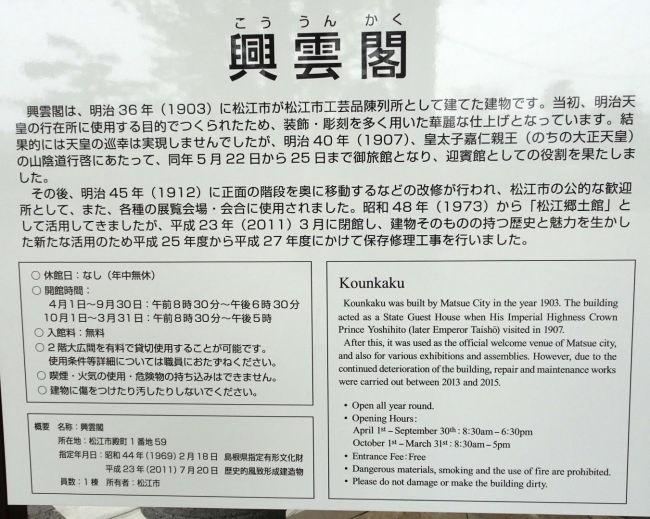 こう うん かく
興雲閣
興雲閣は、明治36年（1903）に松江市が松江市工芸品陳列所として建てた建物です。当初、明治天
皇の行在所に使用する目的でつくられたため、装飾・彫刻を多く用いた華麗な仕上げとなっています。結
果的には天皇の巡幸は実現しませんでしたが、明治40年（1907）、皇太子嘉仁親王（のちの大正天皇）
の山陰道行啓にあたって、同年5月22日から25日まで御旅館となり、迎賓館としての役割を果たしま
した。
その後、明治45年（1912）に正面の階段を奥に移動するなどの改修が行われ、松江市の公的な歓迎
所として、また、各種の展覧会場・会合に使用されました。昭和48年（1973）から「松江郷土館」と
して活用してきましたが、平成23年（2011）3月に閉館し、建物そのものの持つ歴史と魅力を生かし
た新たな活用のため平成25年度から平成27年度にかけて保存修理工事を行いました。
○ 休館日：なし（年中無休）
○ 開館時間：
4月1日～9月30日：午前8時30分～午後6時30分
10月1日～3月31日：午前8時30分～午後5時
○ 入館料：無料
○ 2階大広間を有料で貸切使用することが可能です。
使用条件等詳細については職員におたずねください。
○ 喫煙・火気の使用・危険物の持ち込みはできません。
○ 建物に傷をつけたり汚したりしないでください。
概要 名称：興雲閣
所在地：松江市殿町1番地59
指定年月日：昭和44年(1969)2月18日 島根県指定有形文化財
平成23年(2011)7月20日 歴史的風致形成建造物
員数：1棟 所有者：松江市
Kounkaku
Kounkaku was built by Matsue City in the year 1903. The building
acted as a State Guest House when His Imperial Highness Crown
Prince Yoshihito (later Emperor Taishō) visited in 1907.
After this, it was used as the official welcome venue of Matsue city,
and also for various exhibitions and assemblies. However, due to the
continued deterioration of the building, repair and maintenance works
were carried out between 2013 and 2015.
• Open all year round.
• Opening Hours:
April 1st – September 30th : 8:30am – 6:30pm
October 1st – March 31st : 8:30am – 5pm
• Entrance Fee : Free
• Dangerous materials, smoking and the use of fire are prohibited.
• Please do not damage or make the building dirty.